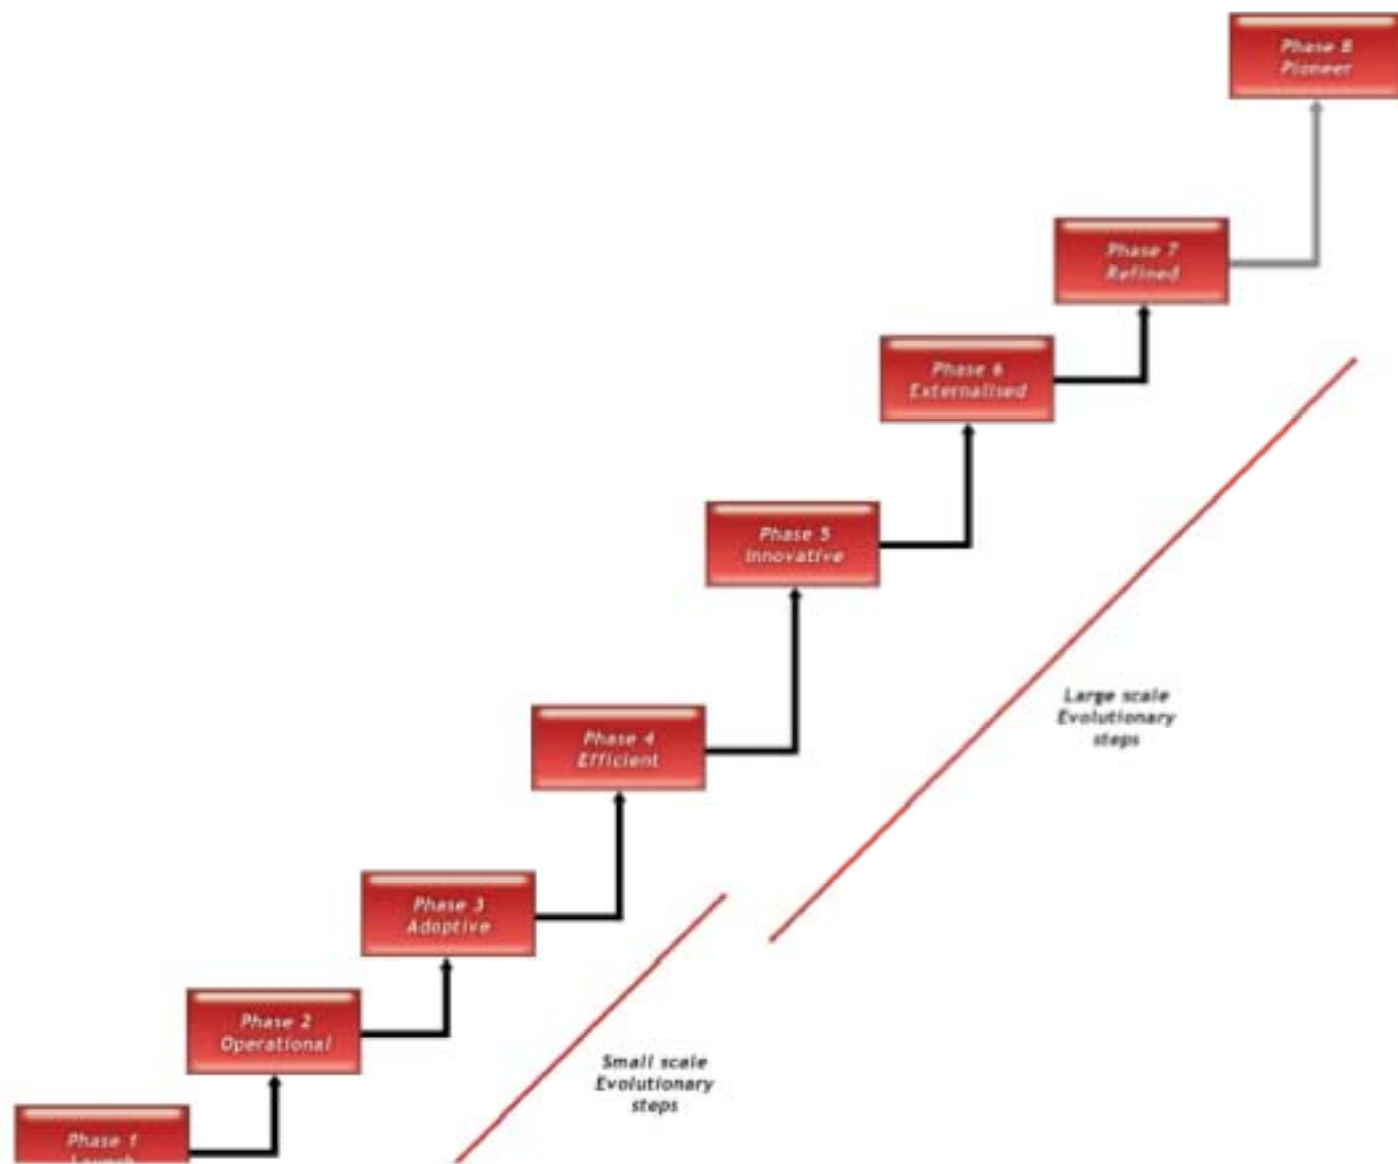 Phase 8
Pioneer
Phase 7
Refined
Phase 6
Externalised
Phase 5
Innovative
Large scale
Evolutionary
steps
Phase 4
Efficient
Phase 3
Adoptive
Small scale
Evolutionary
steps
Phase 2
Operational
Phase 1
Launch